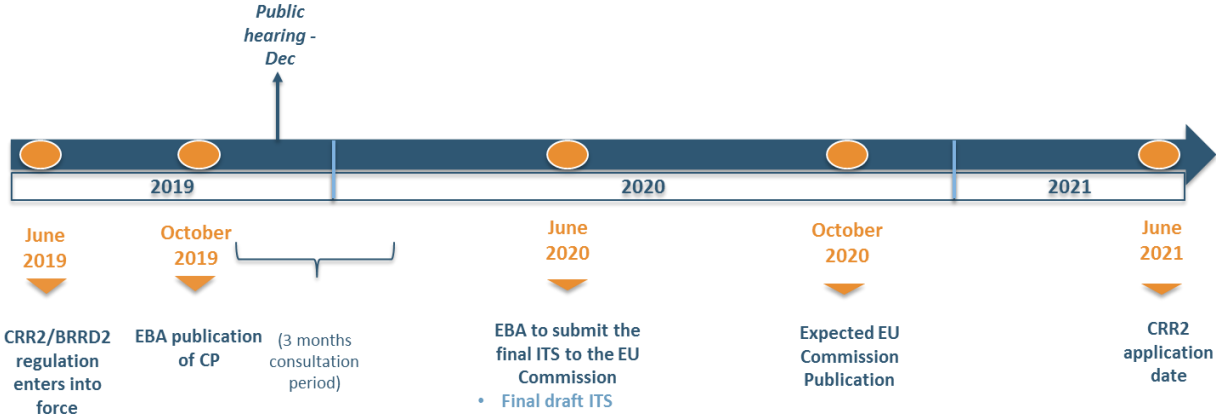 Public
hearing -
Dec
2019
2020
2021
June
2019
October
2019
June
2020
October
2020
June
2021
CRR2/BRRD2
regulation
enters into
force
EBA publication
of CP
(3 months
consultation
period)
EBA to submit the
final ITS to the EU
Commission
• Final draft ITS
Expected EU
Commission
Publication
CRR2
application
date